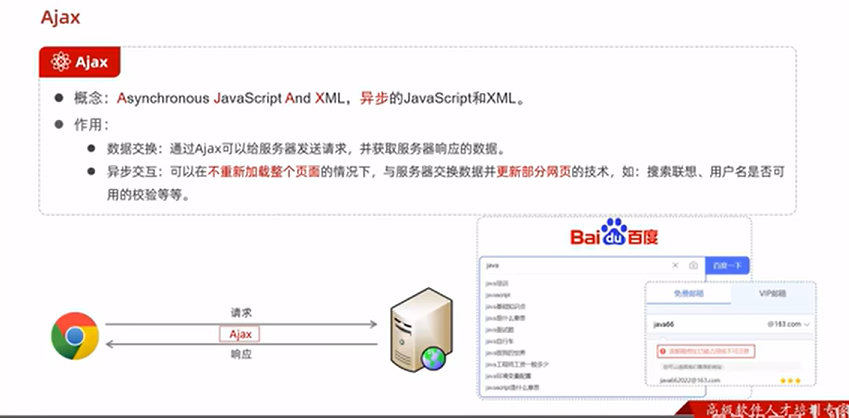 Ajax
Ajax
概念：Asynchronous JavaScript And XML，异步的JavaScript和XML。
作用：
数据交换：通过Ajax可以给服务器发送请求，并获取服务器响应的数据。
异步交互：可以在不重新加载整个页面的情况下，与服务器交换数据并更新部分网页的技术，如：搜索联想、用户名是否可
用的校验等等。
请求
Ajax
响应
Bai du 百度
java
百度一下
java培训
javascript
java基础知识点
java是什么意思
java面试题
java自行车
java我的世界
java工程师工资一般多少
java环境变量配置
javascript是什么意思
免费邮箱
VIP邮箱
java66
@163.com
java662022@163.com
高级软件人才培训专家